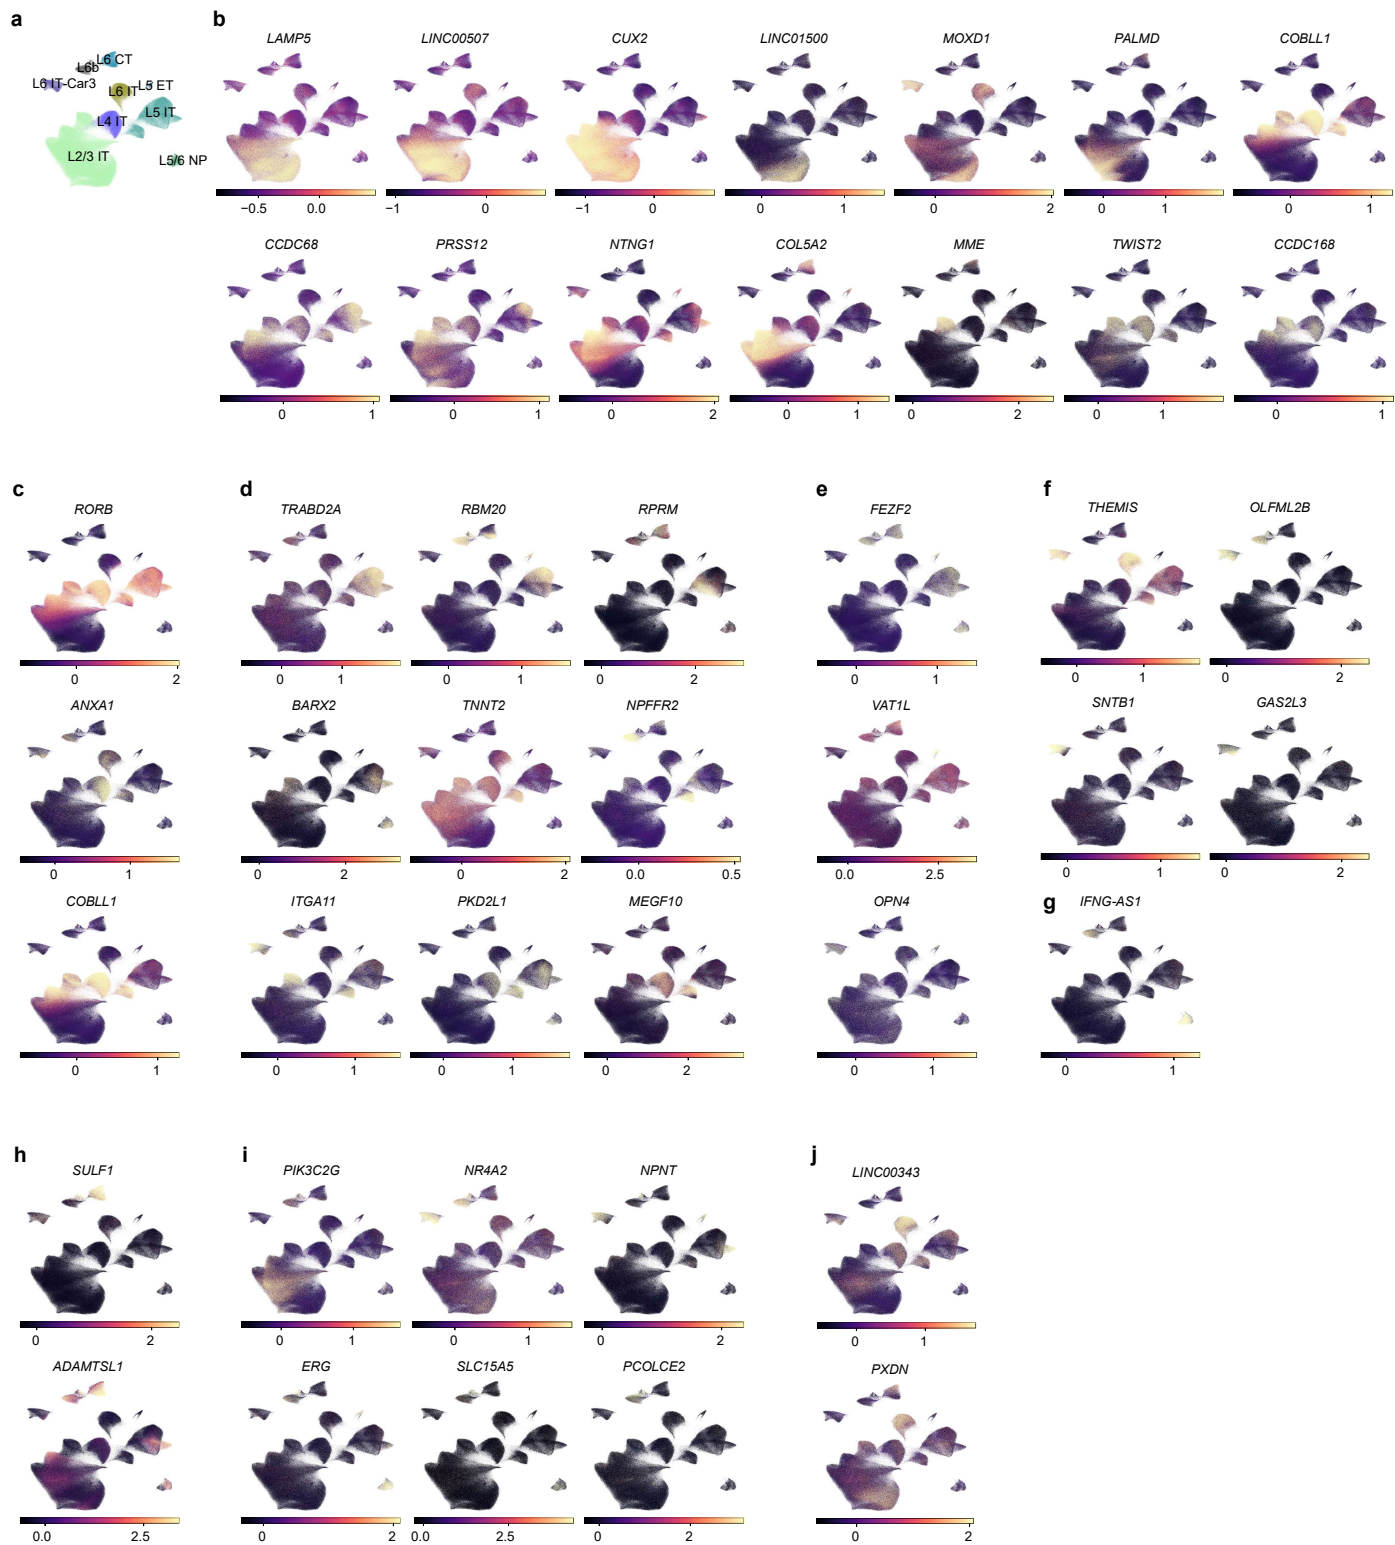 a
L6 CT
L6b
L6 IT-Car3
L6 IT
L5 ET
L5 IT
L4 IT
L2/3 IT
L5/6 NP
b
LAMP5 LINC00507 CUX2 LINC01500 MOXD1 PALMD COBLL1
−0.5 0.0 −1 0 −1 0 0 1 0 2 0 1 0 1
CCDC68 PRSS12 NTNG1 COL5A2 MME TWIST2 CCDC168
0 1 0 1 0 2 0 1 0 2 0 1 0 1
c
RORB
0 2
ANXA1
0 1
COBLL1
0 1
d
TRABD2A RBM20 RPRM
0 1 0 1 0 2
BARX2 TNNT2 NPFFR2
0 2 0 2 0.0 0.5
ITGA11 PKD2L1 MEGF10
0 1 0 1 0 2
e
FEZF2
0 1
VAT1L
0.0 2.5
OPN4
0 1
f
THEMIS OLFML2B
0 1 0 2
SNTB1 GAS2L3
0 1 0 2
g
IFNG-AS1
0 1
h
SULF1
0 2
ADAMTSL1
0.0 2.5
i
PIK3C2G NR4A2 NPNT
0 1 0 1 0 2
ERG SLC15A5 PCOLCE2
0 2 0.0 2.5 0 2
j
LINC00343
0 1
PXDN
0 2